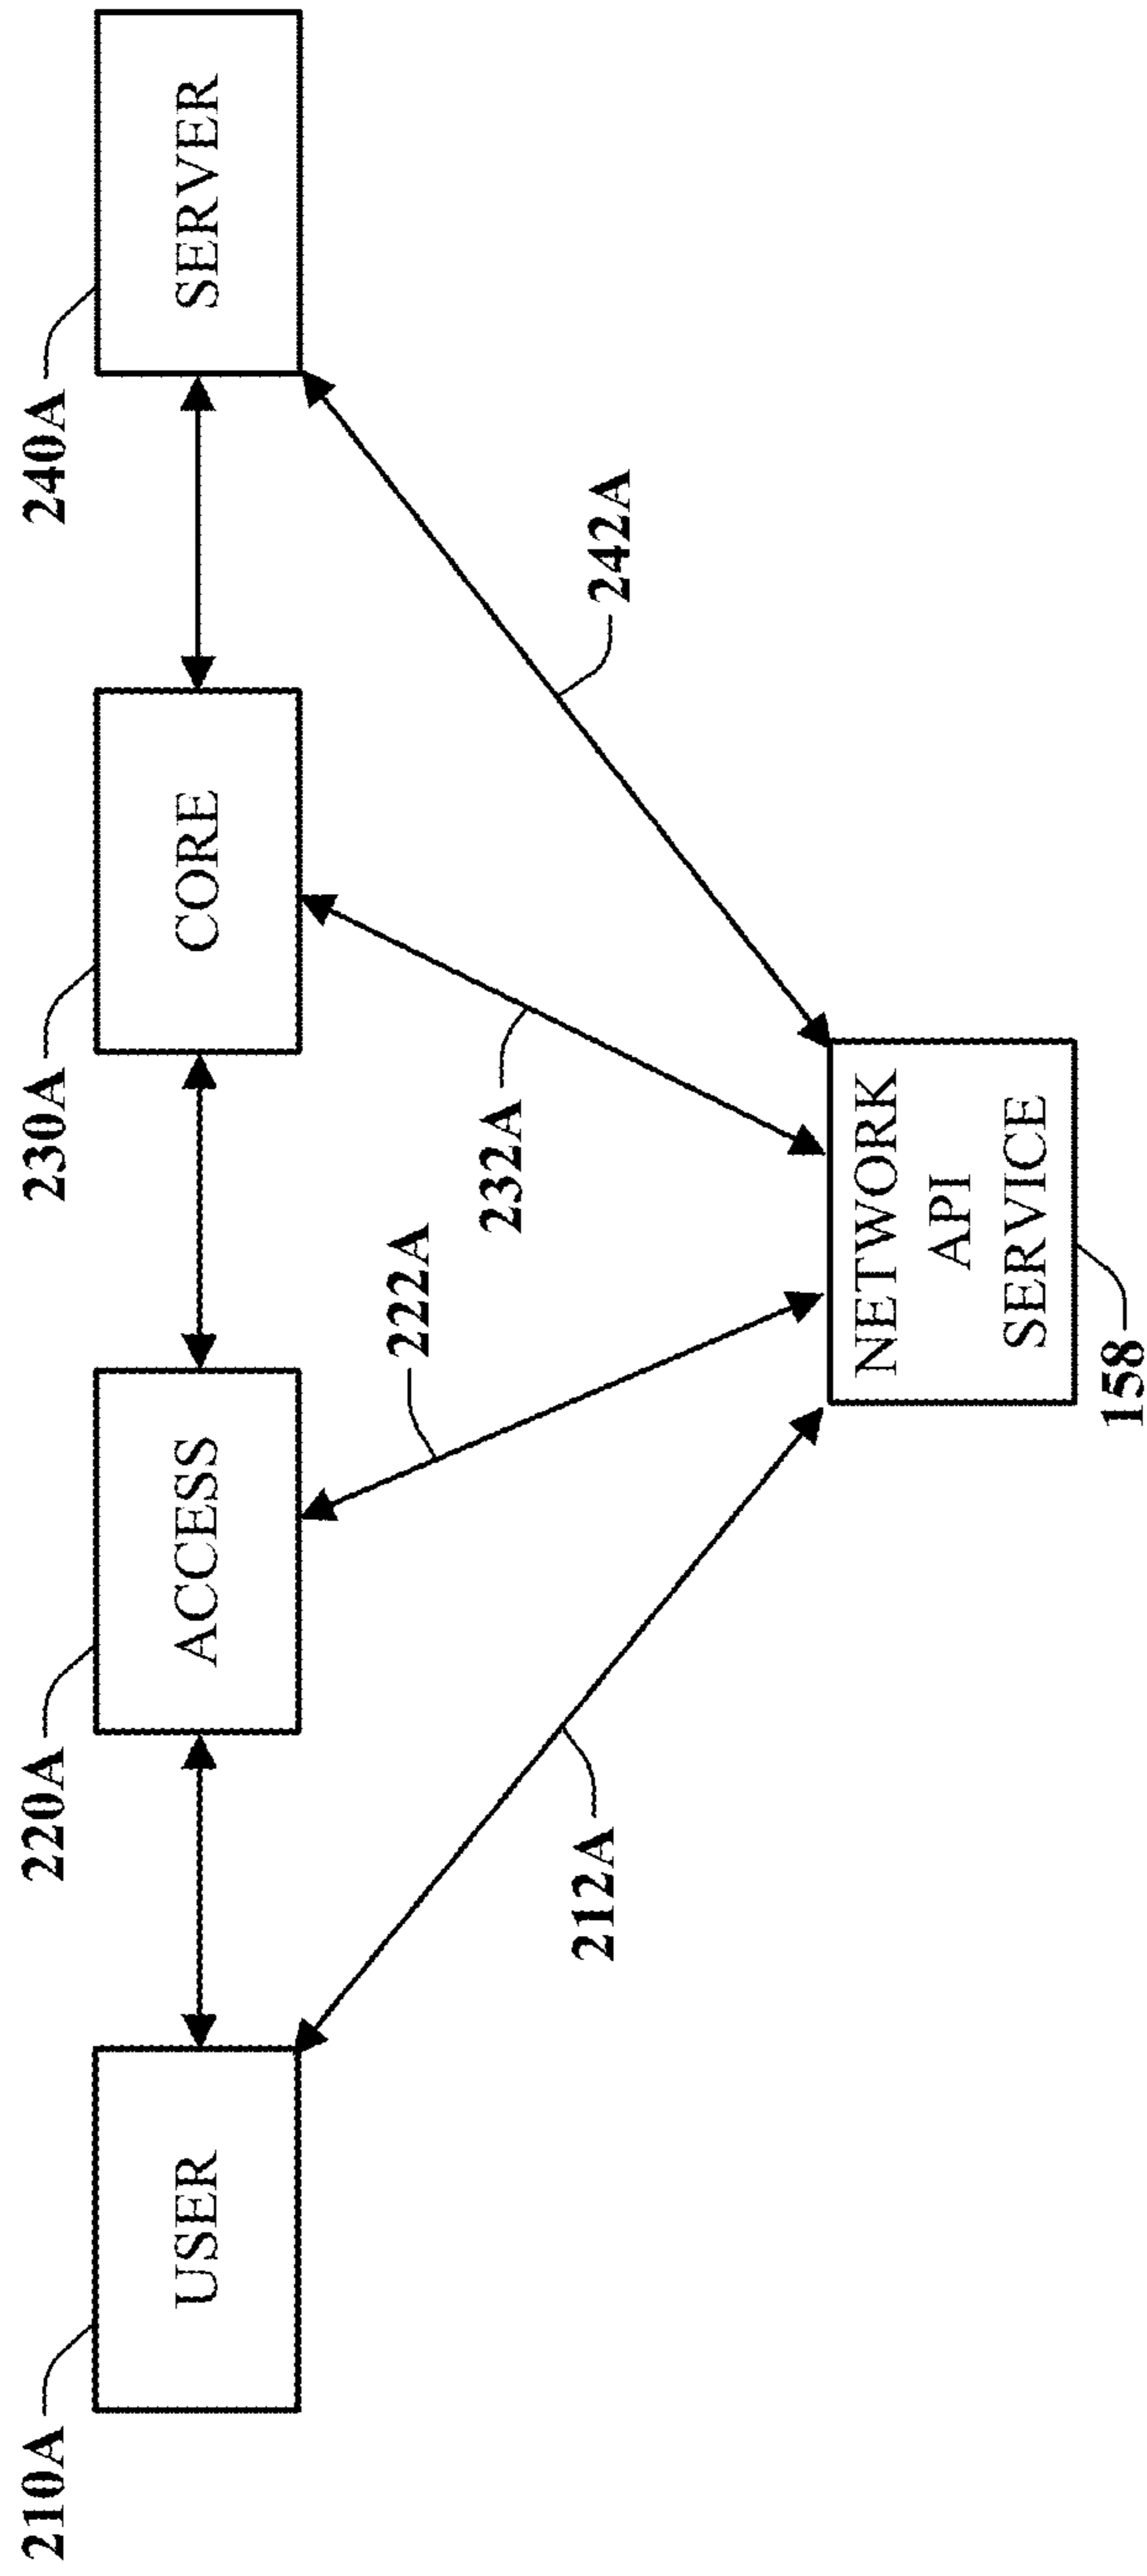 210A
220A
230A
240A
USER
ACCESS
CORE
SERVER
212A
222A
232A
242A
NETWORK
API
SERVICE
158